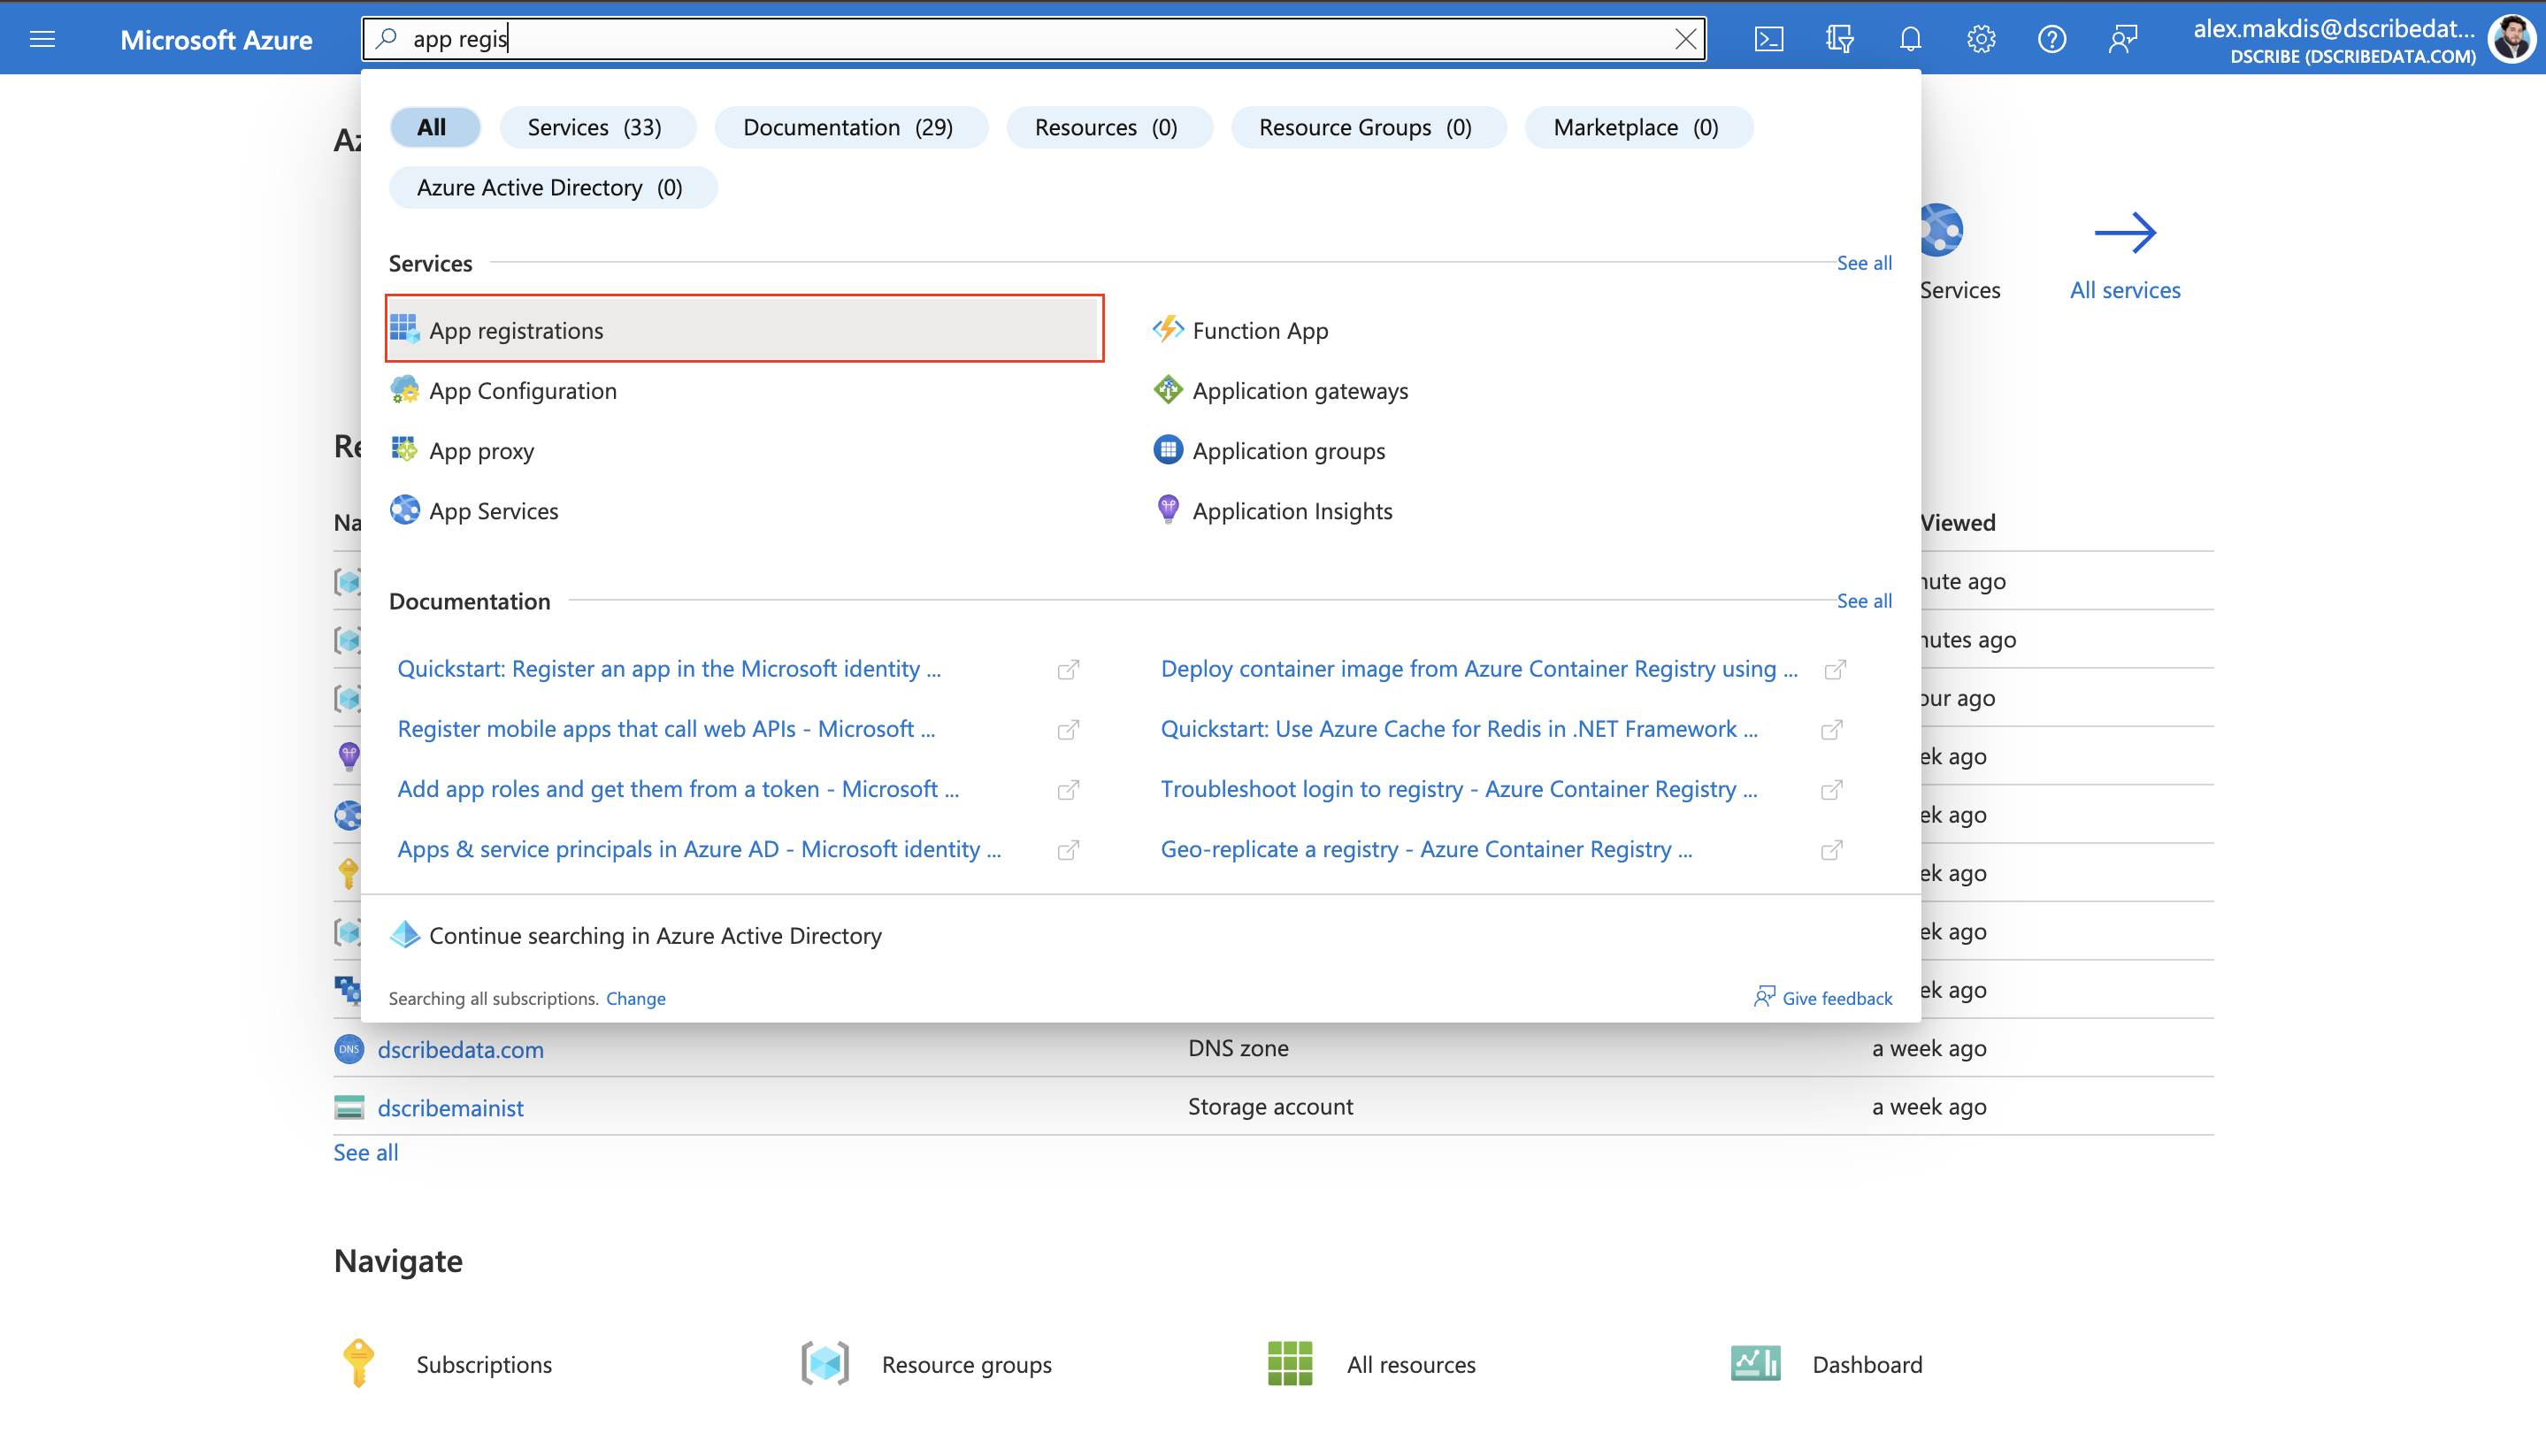 Microsoft Azure
app regis
alex.makdis@dscribedat...
DSCRIBE (DSCRIBEDATA.COM)
All
Services (33)
Documentation (29)
Resources (0)
Resource Groups (0)
Marketplace (0)
Azure Active Directory (0)
Az
Services
See all
App registrations
Function App
App Configuration
Application gateways
App proxy
Application groups
App Services
Application Insights
Services
All services
Re
Na
Viewed
nute ago
nutes ago
our ago
ek ago
ek ago
ek ago
ek ago
ek ago
Documentation
See all
Quickstart: Register an app in the Microsoft identity ...
Deploy container image from Azure Container Registry using ...
Register mobile apps that call web APIs - Microsoft ...
Quickstart: Use Azure Cache for Redis in .NET Framework ...
Add app roles and get them from a token - Microsoft ...
Troubleshoot login to registry - Azure Container Registry ...
Apps & service principals in Azure AD - Microsoft identity ...
Geo-replicate a registry - Azure Container Registry ...
Continue searching in Azure Active Directory
Searching all subscriptions. Change
Give feedback
DNS
dscribedata.com
DNS zone
a week ago
dscribemainist
Storage account
a week ago
See all
Navigate
Subscriptions
Resource groups
All resources
Dashboard